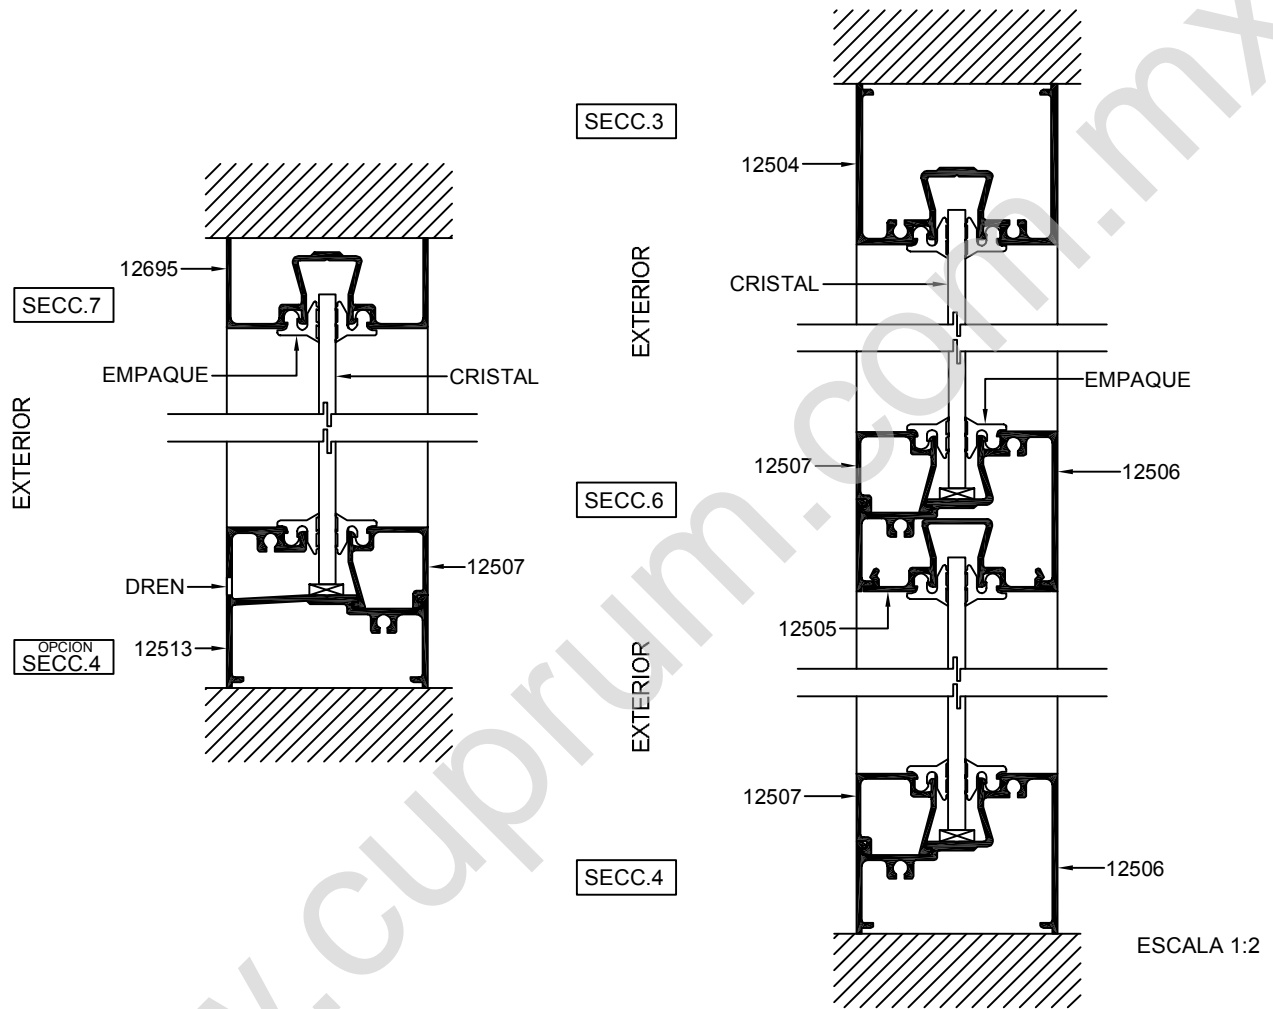 12695
SECC.7
EMPAQUE
CRISTAL
EXTERIOR
DREN
12507
OPCION
SECC.4
12513
SECC.3
12504
EXTERIOR
CRISTAL
EMPAQUE
12507
12506
SECC.6
12505
EXTERIOR
12507
SECC.4
12506
ESCALA 1:2
.cuprum.com.mx